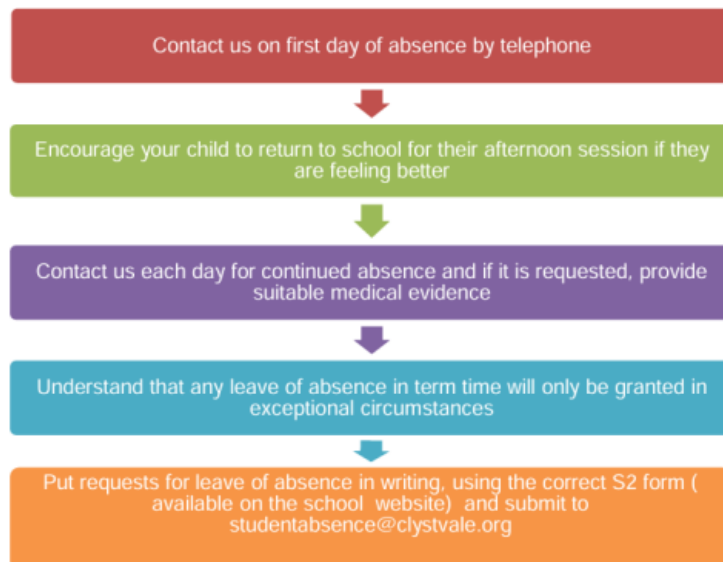 Contact us on first day of absence by telephone
Encourage your child to return to school for their afternoon session if they
are feeling better
Contact us each day for continued absence and if it is requested, provide
suitable medical evidence
Understand that any leave of absence in term time will only be granted in
exceptional circumstances
Put requests for leave of absence in writing, using the correct S2 form (
available on the school  website)  and submit to
studentabsence@clystvale.org